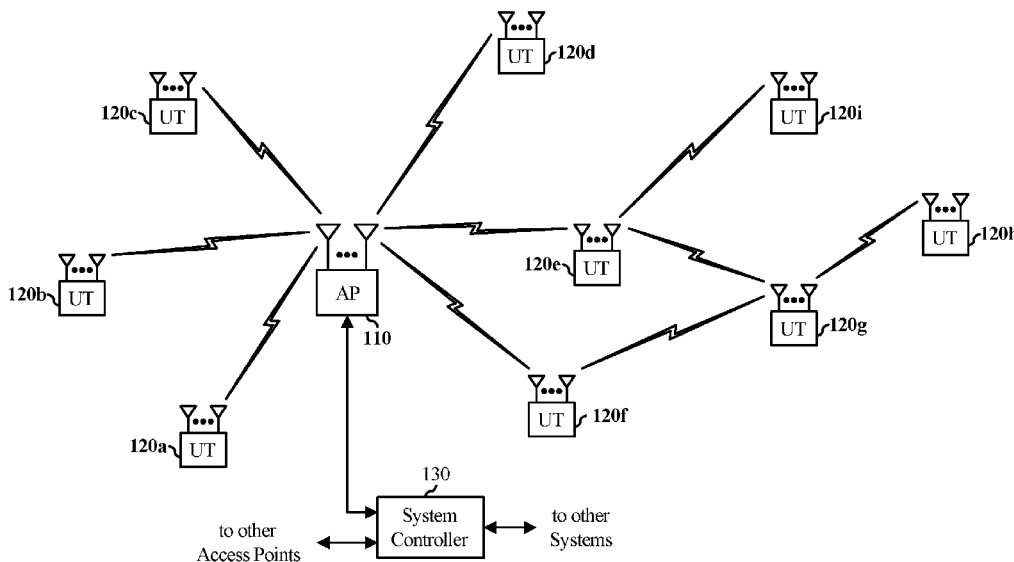 UT
120d
120c
UT
UT
120i
120b
UT
AP
110
120e
UT
UT
120h
UT
120g
120a
UT
UT
120f
130
System
Controller
to other
Access Points
to other
Systems